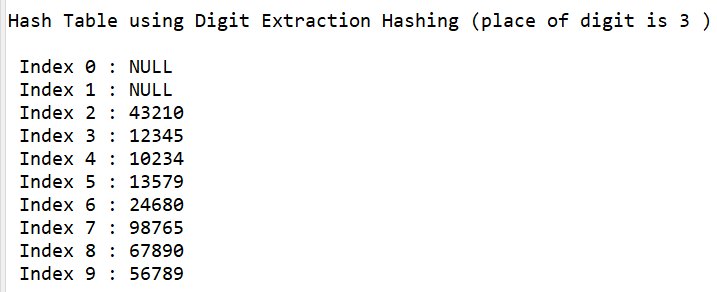 Hash Table using Digit Extraction Hashing (place of digit is 3 )
Index 0 : NULL
Index 1 : NULL
Index 2 : 43210
Index 3 : 12345
Index 4 : 10234
Index 5 : 13579
Index 6 : 24680
Index 7 : 98765
Index 8 : 67890
Index 9 : 56789